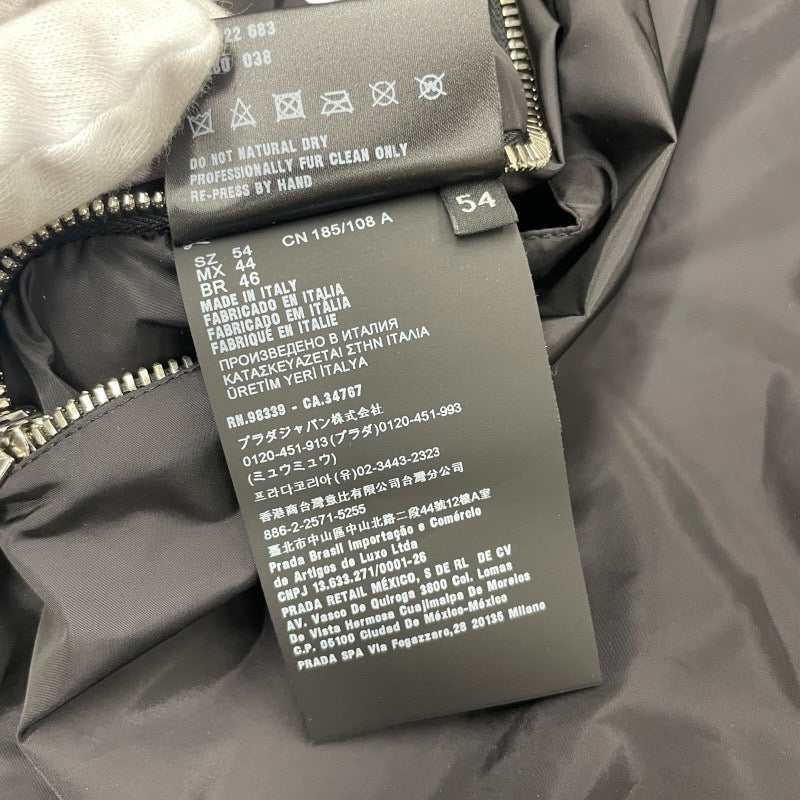 22 683
038
DO NOT NATURAL DRY
PROFESSIONALLY FUR CLEAN ONLY
RE-PRESS BY HAND
54
SZ 54 CN 185/108 A
MX 44
BR 46
MADE IN ITALY
FABRICADO EN ITALIA
FABRICADO EM ITÁLIA
FABRIQUÉ EN ITALIE
ПРОИЗВЕДЕНО В ИТАЛИЯ
ΚΑΤΑΣΚΕΥΑΖΕΤΑΙ ΣΤΗΝ ΙΤΑΛΙΑ
ÜRETİM YERİ İTALYA
RN.98339 - CA.34767
プラダジャパン株式会社
0120-451-913(プラダ)0120-451-993
(ミュウミュウ)
프라다코리아(유)02-3443-2323
香港商台灣意比有限公司台灣分公司
886-2-2571-5255
臺北市中山區中山北路二段44號12樓A室
Prada Brasil Importação e Comércio
de Artigos de Luxo Ltda
CNPJ 13.633.271/0001-26
PRADA RETAIL MÉXICO, S DE RL DE CV
AV. Vasco De Quiroga 3800 Col. Lomas
De Vista Hermosa Cuajimalpa De Morelos
C.P. 05100 Ciudad De México-México
PRADA SPA Via Fogazzaro,28 20135 Milano